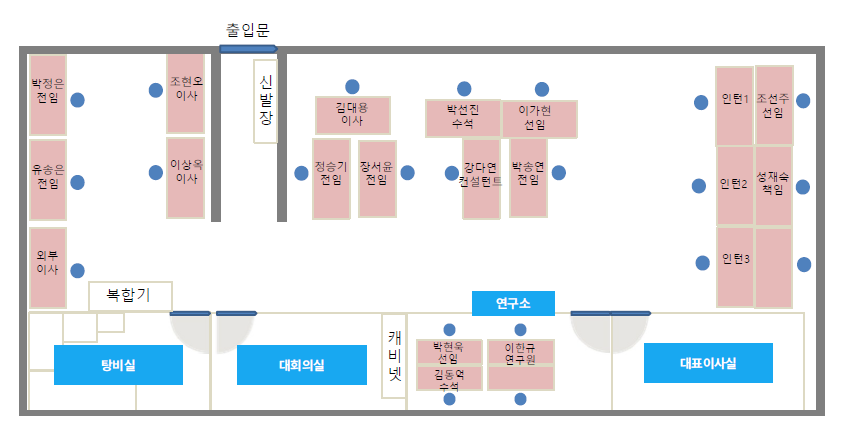 출입문
박정은
전임
조현오
이사
신
발
장
김대용
이사
박선진
수석
이가현
선임
인턴1
조선주
선임
유송은
전임
이상옥
이사
정승기
전임
장서윤
전임
강다연
컨설턴트
박송연
전임
인턴2
성재숙
책임
외부
이사
인턴3
복합기
연구소
캐
비
넷
박현욱
선임
이한규
연구원
김동억
수석
탕비실
대회의실
대표이사실